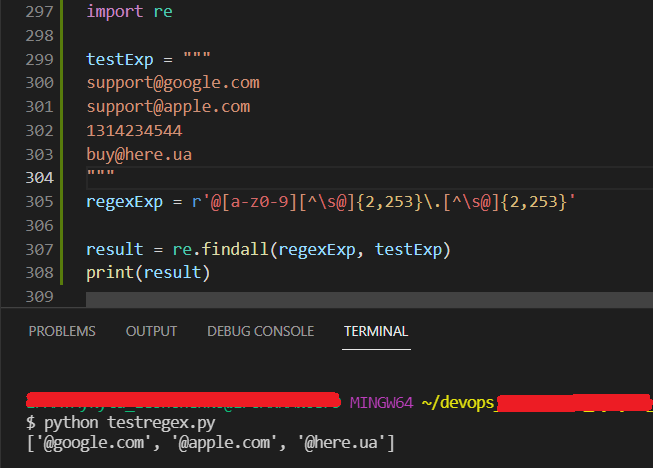 297 import re
298
299 testExp = """
300 support@google.com
301 support@apple.com
302 1314234544
303 buy@here.ua
304 """
305 regexExp = r'@[a-z0-9][^\s@]{2,253}\.[^\s@]{2,253}'
306
307 result = re.findall(regexExp, testExp)
308 print(result)
309
PROBLEMS OUTPUT DEBUG CONSOLE TERMINAL
MINGW64 ~/devops
$ python testregex.py
['@google.com', '@apple.com', '@here.ua']